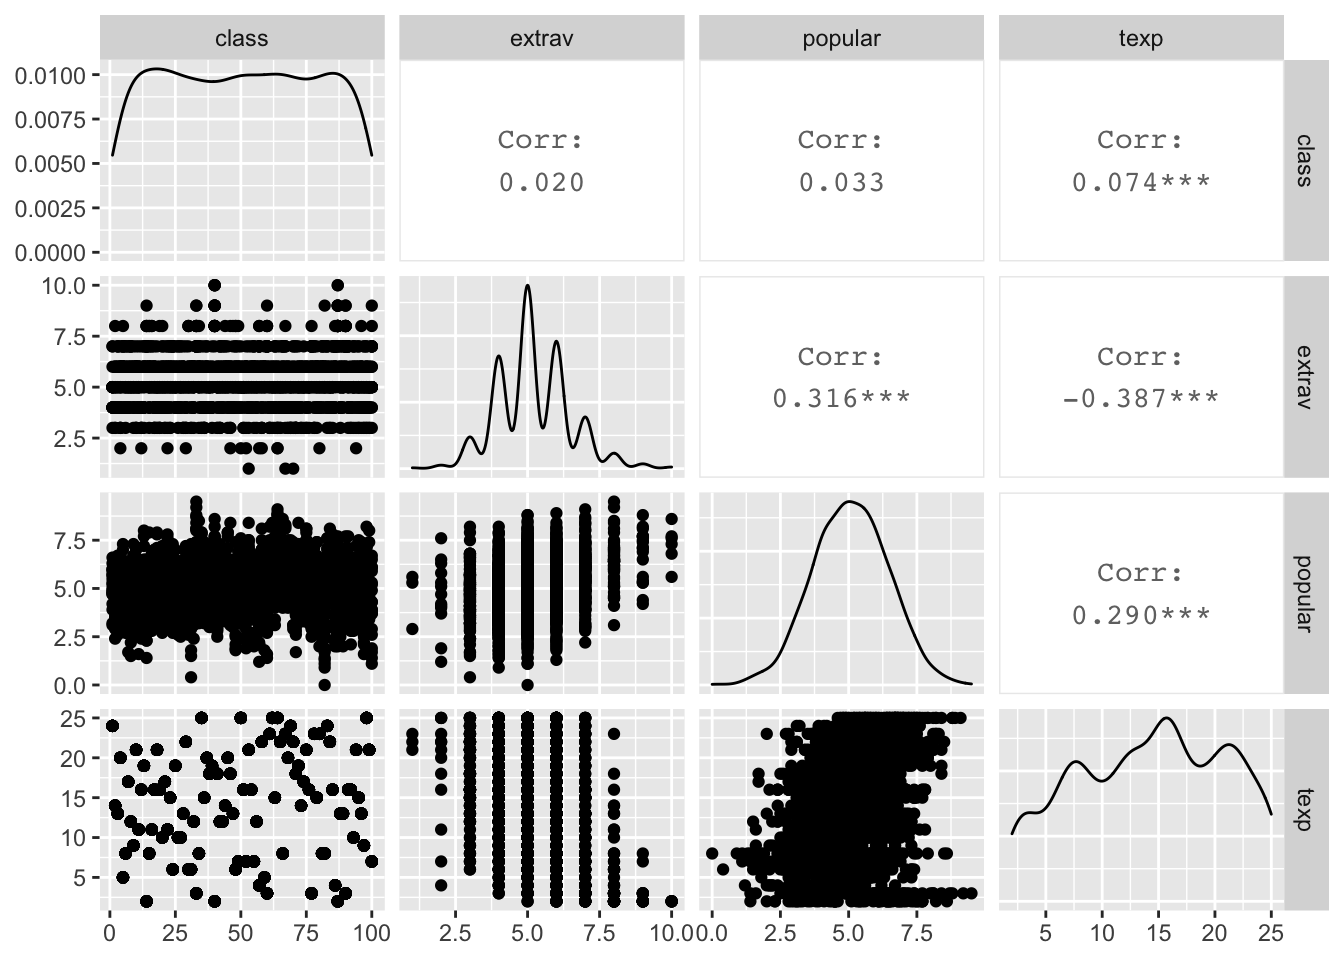 class extrav popular texp
0.0100
0.0075
0.0050
0.0025
0.0000
Corr:
0.020
Corr:
0.033
Corr:
0.074***
class
10.0
7.5
5.0
2.5
Corr:
0.316***
Corr:
-0.387***
extrav
7.5
5.0
2.5
0.0
Corr:
0.290***
popular
25
20
15
10
5
texp
0 25 50 75 100 2.5 5.0 7.5 10.0 0.0 2.5 5.0 7.5 5 10 15 20 25